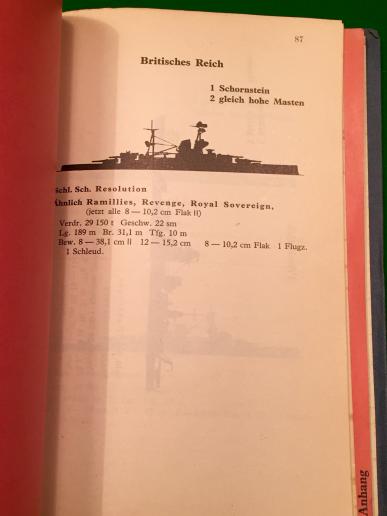 87
Britisches Reich
1 Schornstein
2 gleich hohe Masten
Schl. Sch. Resolution
Ähnlich Ramillies, Revenge, Royal Sovereign,
(jetzt alle 8 — 10,2 cm Flak II)
Verdr. 29 150 t Geschw. 22 sm
Lg. 189 m Br. 31,1 m Tfg. 10 m
Bew. 8 — 38,1 cm II 12 — 15,2 cm 8 — 10,2 cm Flak 1 Flugz.
1 Schleud.
Anhang